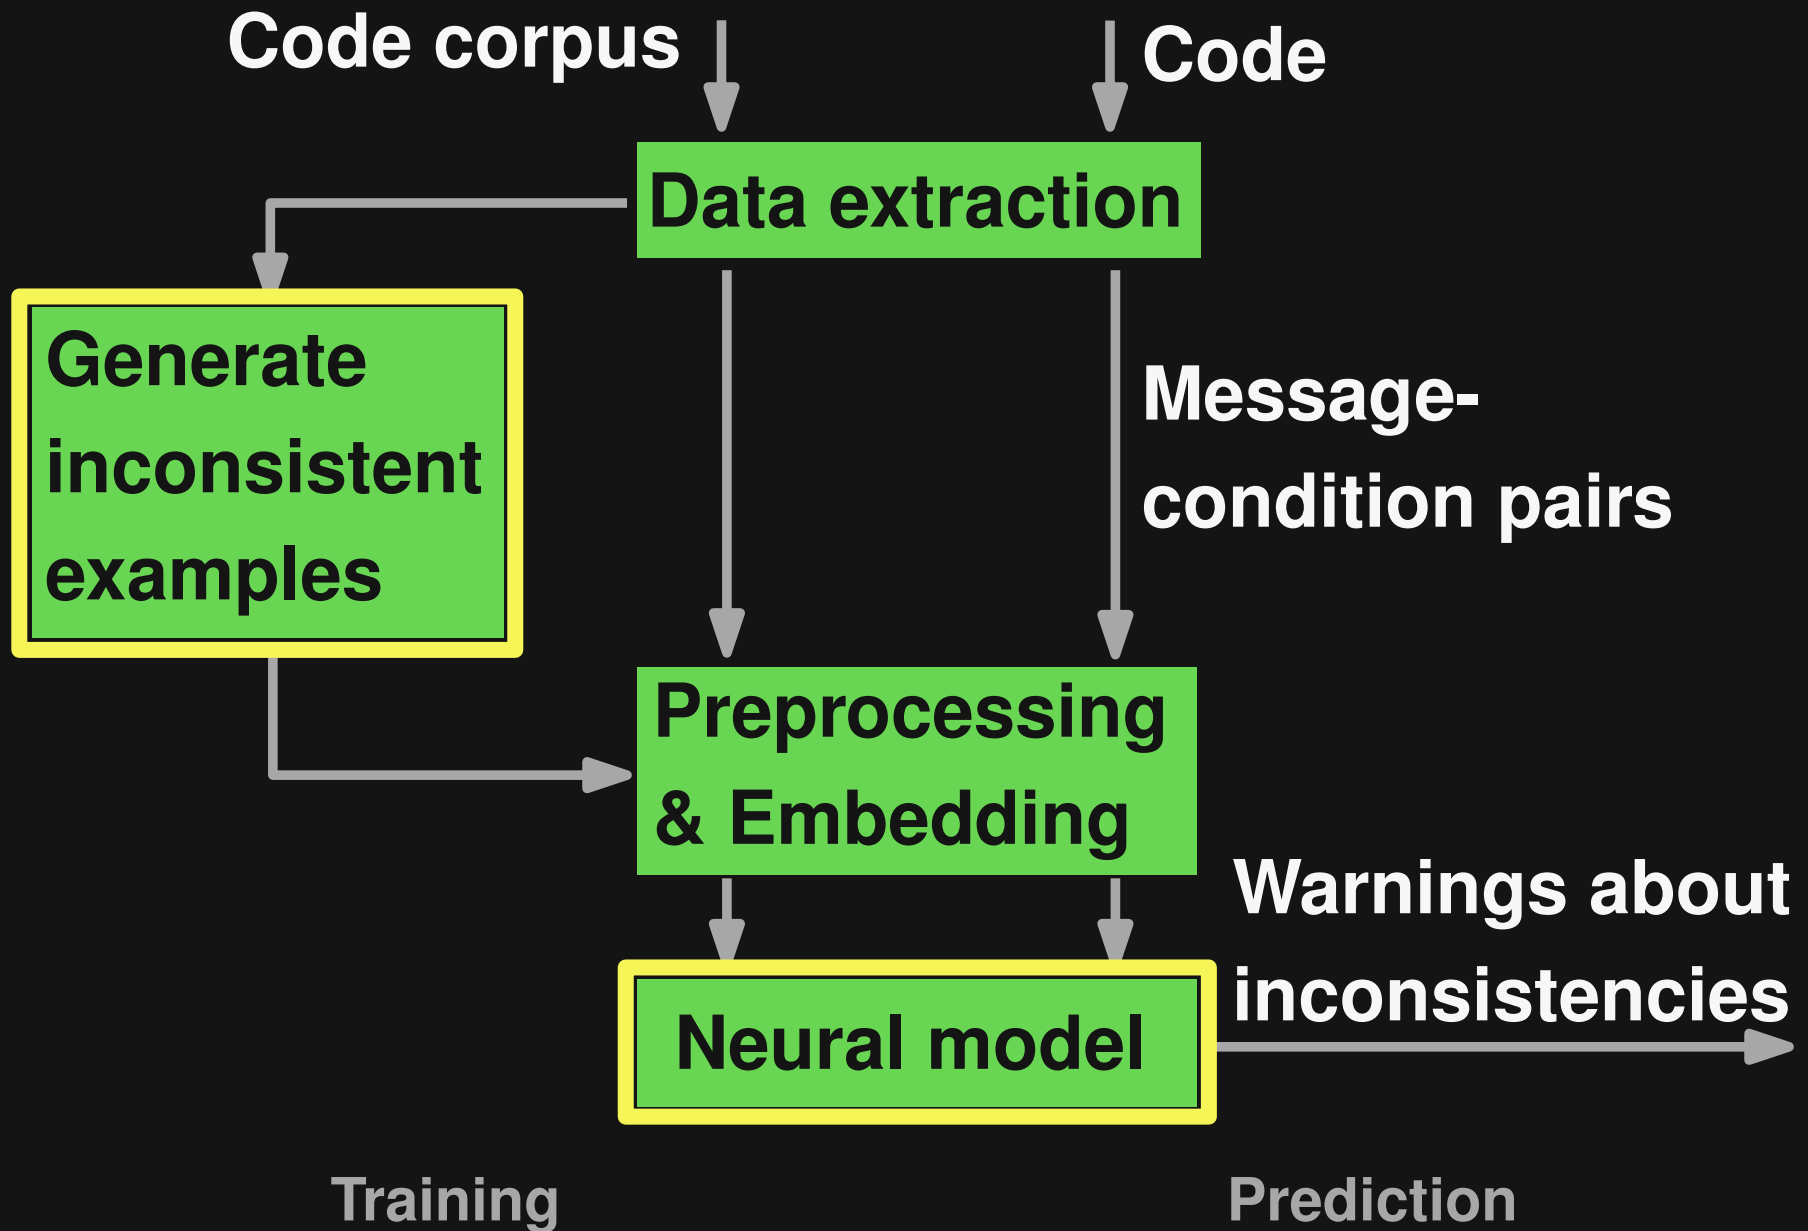 Code corpus
Code
Data extraction
Generate
inconsistent
examples
Message-
condition pairs
Preprocessing
& Embedding
Warnings about
inconsistencies
Neural model
Training
Prediction